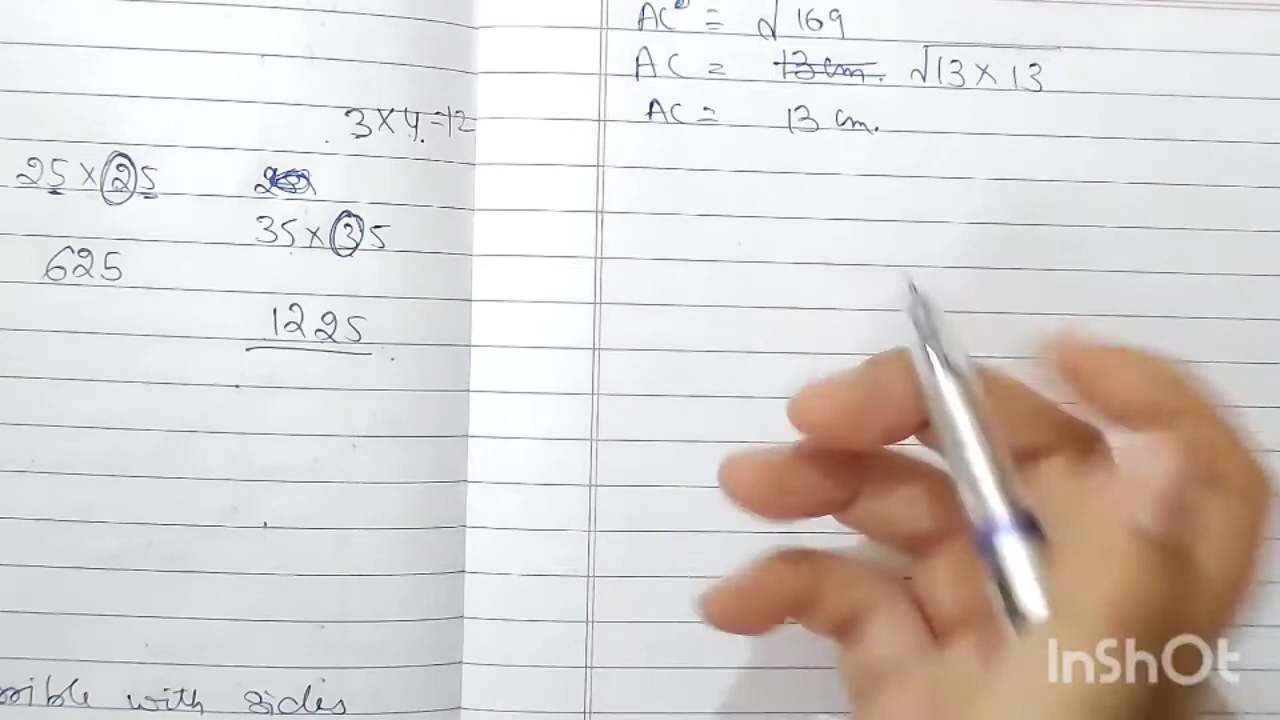 3×4=12
25×25
35×35
625
1225
with sides
AC² = √169
AC = 13 cm. √13×13
AC = 13 cm.
InShOt